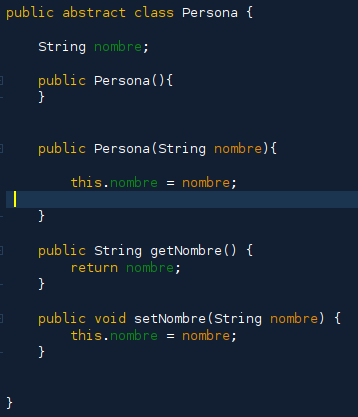 public abstract class Persona {
String nombre;
public Persona(){
}
public Persona(String nombre){
this.nombre = nombre;
}
public String getNombre() {
return nombre;
}
public void setNombre(String nombre) {
this.nombre = nombre;
}
}